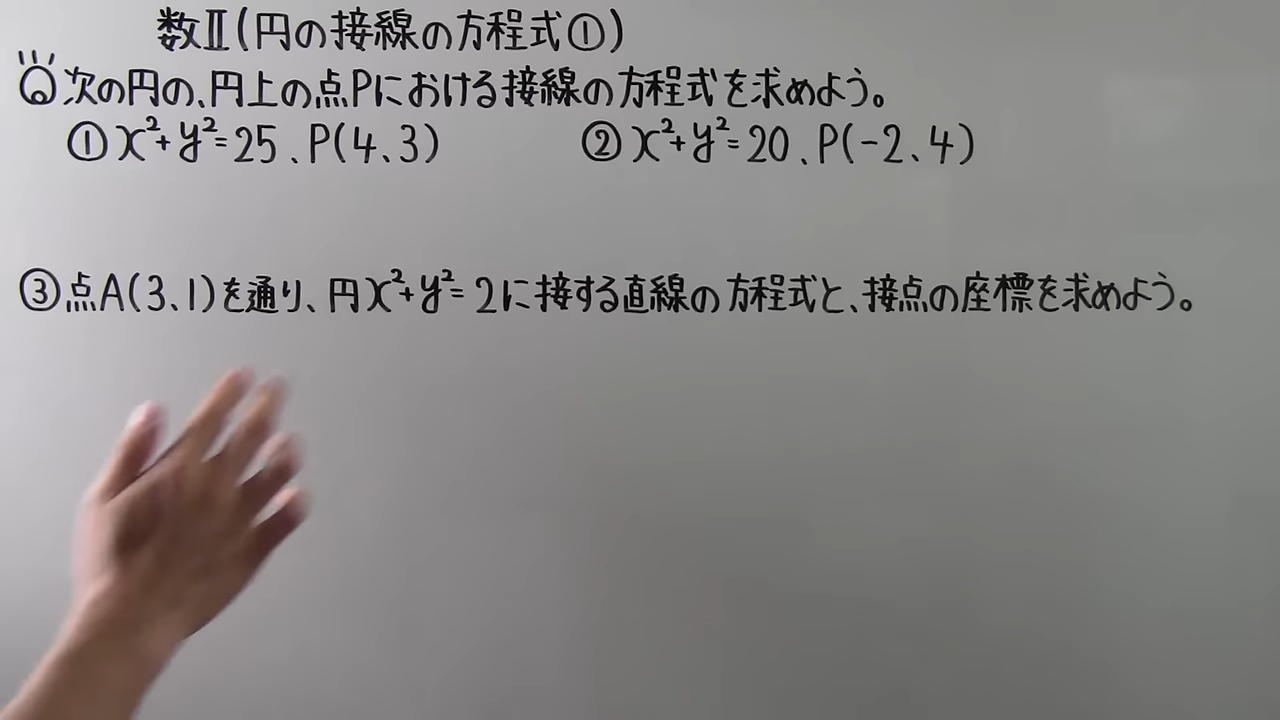 数Ⅱ(円の接線の方程式①)
Q次の円の、円上の点Pにおける接線の方程式を求めよう。
①x²+y²=25、P(4、3) ②x²+y²=20、P(-2、4)
③点A(3、1)を通り、円x²+y²=2に接する直線の方程式と、接点の座標を求めよう。